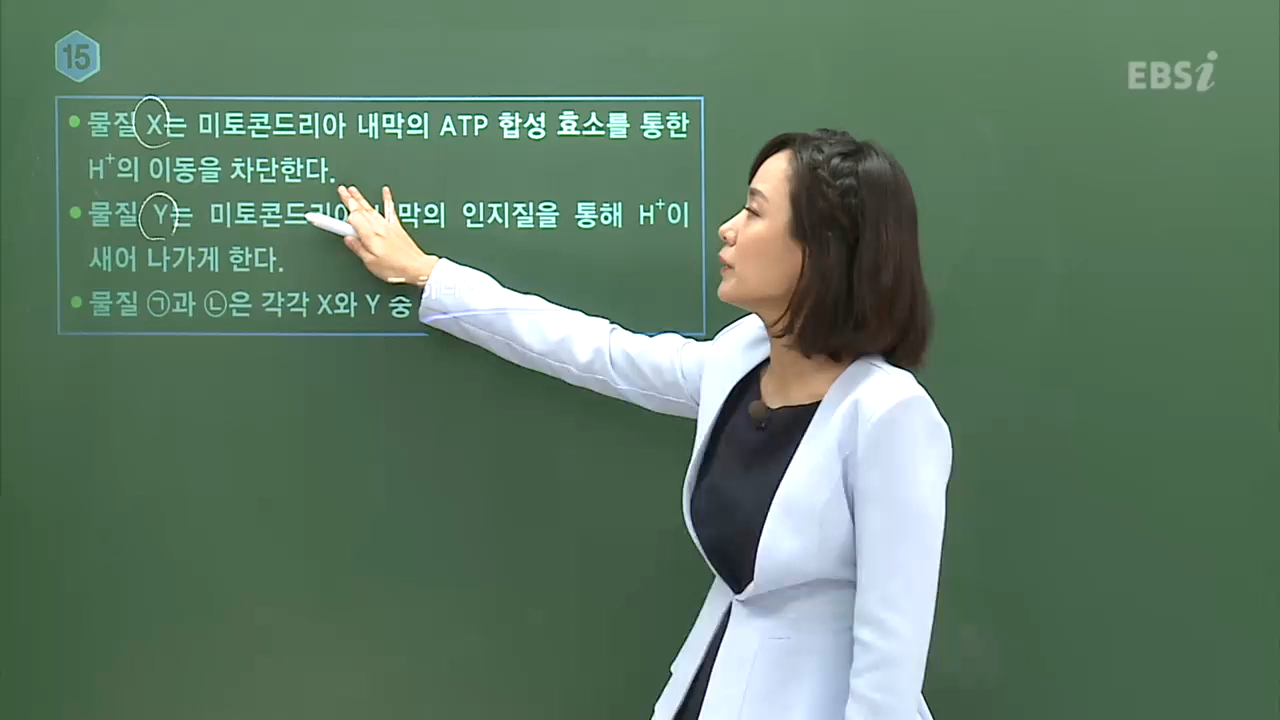 15
EBSi
물질 X는 미토콘드리아 내막의 ATP 합성 효소를 통한
H⁺의 이동을 차단한다.
물질 Y는 미토콘드리아 내막의 인지질을 통해 H⁺이
새어 나가게 한다.
물질 ㉠과 ㉡은 각각 X와 Y 중